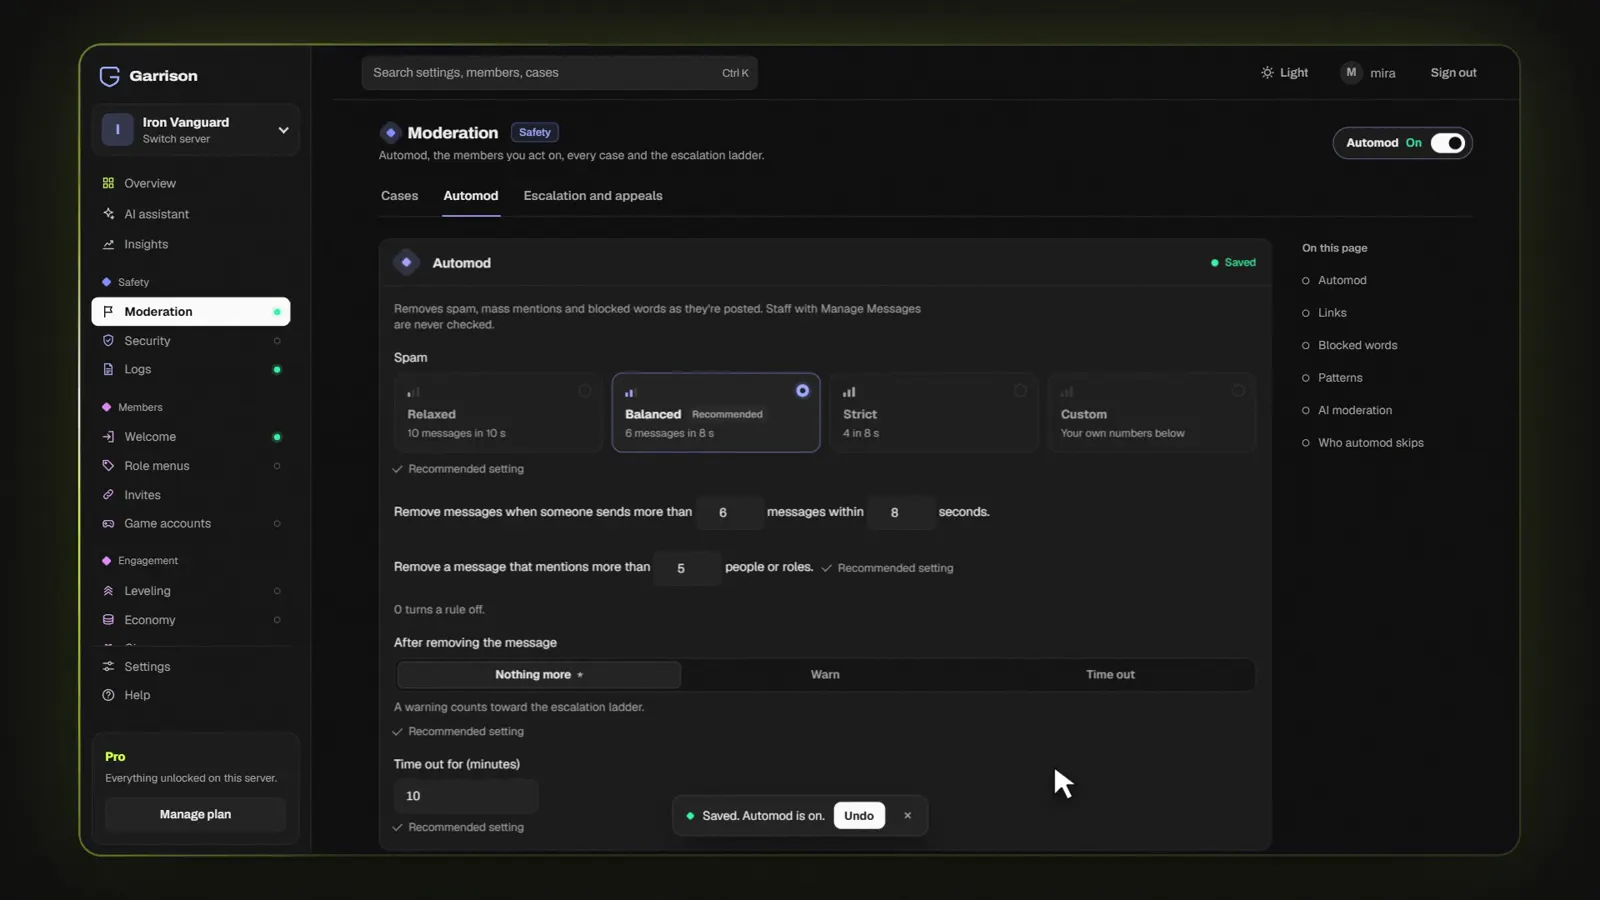 Garrison
Search settings, members, cases
Ctrl K
Light
M
mira
Sign out
I
Iron Vanguard
Switch server
Overview
AI assistant
Insights
Safety
Moderation
Security
Logs
Members
Welcome
Role menus
Invites
Game accounts
Engagement
Leveling
Economy
Settings
Help
Pro
Everything unlocked on this server.
Manage plan
Moderation
Safety
Automod, the members you act on, every case and the escalation ladder.
Automod On
Cases
Automod
Escalation and appeals
Automod
Saved
Removes spam, mass mentions and blocked words as they're posted. Staff with Manage Messages
are never checked.
Spam
Relaxed
10 messages in 10 s
Balanced Recommended
6 messages in 8 s
Strict
4 in 8 s
Custom
Your own numbers below
Recommended setting
Remove messages when someone sends more than 6 messages within 8 seconds.
Remove a message that mentions more than 5 people or roles. Recommended setting
0 turns a rule off.
After removing the message
Nothing more *
Warn
Time out
A warning counts toward the escalation ladder.
Recommended setting
Time out for (minutes)
10
Recommended setting
Saved. Automod is on.
Undo
×
On this page
Automod
Links
Blocked words
Patterns
AI moderation
Who automod skips